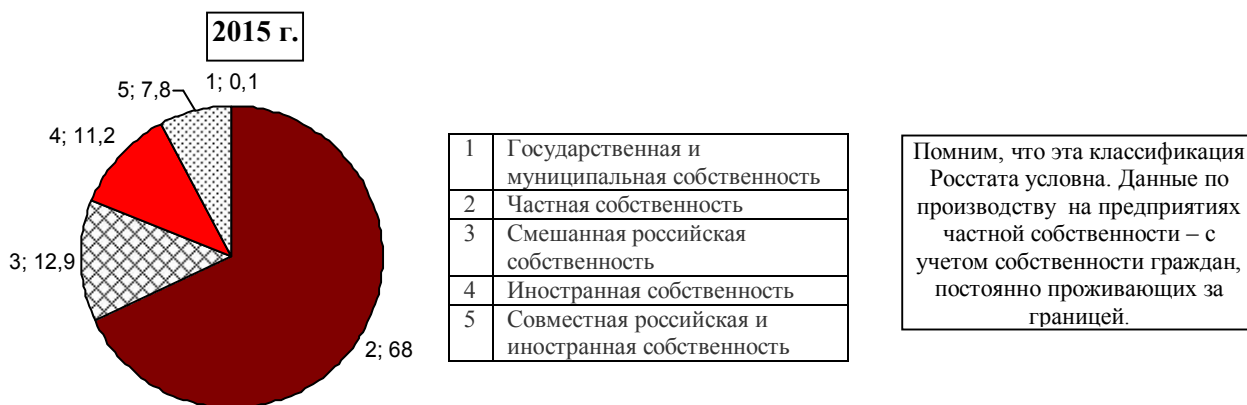 2015 г.
1; 0,1
5; 7,8
4; 11,2
3; 12,9
2; 68
1 Государственная и
муниципальная собственность
2 Частная собственность
3 Смешанная российская
собственность
4 Иностранная собственность
5 Совместная российская и
иностранная собственность
Помним, что эта классификация
Росстата условна. Данные по
производству на предприятиях
частной собственности – с
учетом собственности граждан,
постоянно проживающих за
границей.